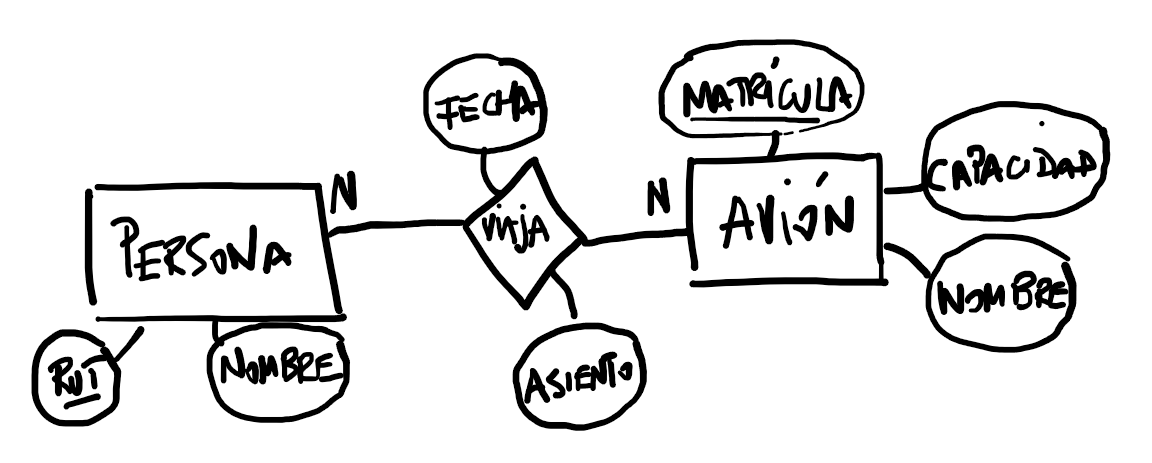 MATRÍCULA
FECHA
CAPACIDAD
N
VIAJA
N
AVIÓN
PERSONA
NOMBRE
RUT
NOMBRE
ASIENTO